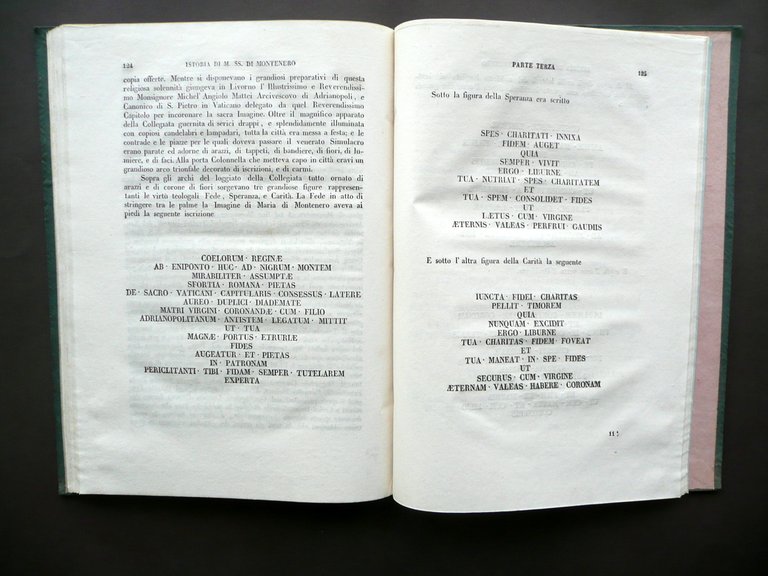 124 ISTORIA DI M. SS. DI MONTENERO
copia offerte. Mentre si disponevano i grandiosi preparativi di questa
religiosa solennità giungeva in Livorno l' Illustrissimo e Reverendissi-
mo Monsignore Michel'Angiolo Mattei Arcivescovo di Adrianopoli, e
Canonico di S. Pietro in Vaticano delegato da quel Reverendissimo
Capitolo per incoronare la sacra Imagine. Oltre il magnifico apparato
della Collegiata guernita di serici drappi, e splendidamente illuminata
con copiosi candelabri e lampadari, tutta la città era messa a festa; e le
contrade e le piazze per le quali doveva passare il venerato Simulacro
erano parate ed adorne di arazi, di tappeti, di bandiere, di fiori, di lu-
miere, e di faci. Alla porta Colonnella che metteva capo in città eravi un
grandioso arco trionfale decorato di iscrizioni, e di carmi.
Sopra gli archi del loggiato della Collegiata tutto ornato di
arazi e di corone di fiori sorgevano tre grandiose figure rappresen-
tanti le virtù teologali Fede, Speranza, e Carità. La Fede in atto di
stringere tra le palme la Imagine di Maria di Montenero aveva ai
piedi la seguente iscrizione
COELORUM · REGINÆ
AB · ENIPONTO · HUC · AD · NIGRUM · MONTEM
MIRABILITER · ASSUMPTÆ
SFORTIA · ROMANA · PIETAS
DE · SACRO · VATICANI · CAPITULARIS · CONSESSUS · LATERE
AUREO · DUPLICI · DIADEMATE
MATRI VIRGINI · CORONANDÆ · CUM · FILIO
ADRIANOPOLITANUM · ANTISTEM · LEGATUM · MITTIT
UT · TUA
MAGNÆ · PORTUS · ETRURIÆ
FIDES
AUGEATUR · ET · PIETAS
IN · PATRONAM
PERICLITANTI · TIBI · FIDAM · SEMPER · TUTELAREM
EXPERTA
PARTE TERZA 125
Sotto la figura della Speranza era scritto
SPES · CHARITATI · INNIXA
FIDEM · AUGET
QUIA
SEMPER · VIVIT
ERGO · LIBURNE
TUA · NUTRIAT · SPES · CHARITATEM
ET
TUA · SPEM · CONSOLIDET · FIDES
UT
LÆTUS · CUM · VIRGINE
ÆTERNIS · VALEAS · PERFRUI · GAUDIIS
E sotto l' altra figura della Carità la seguente
IUNCTA · FIDEI · CHARITAS
PELLIT · TIMOREM
QUIA
NUNQUAM · EXCIDIT
ERGO · LIBURNE
TUA · CHARITAS · FIDEM · FOVEAT
ET
TUA · MANEAT · IN · SPE · FIDES
UT
SECURUS · CUM · VIRGINE
ÆTERNAM · VALEAS · HABERE · CORONAM